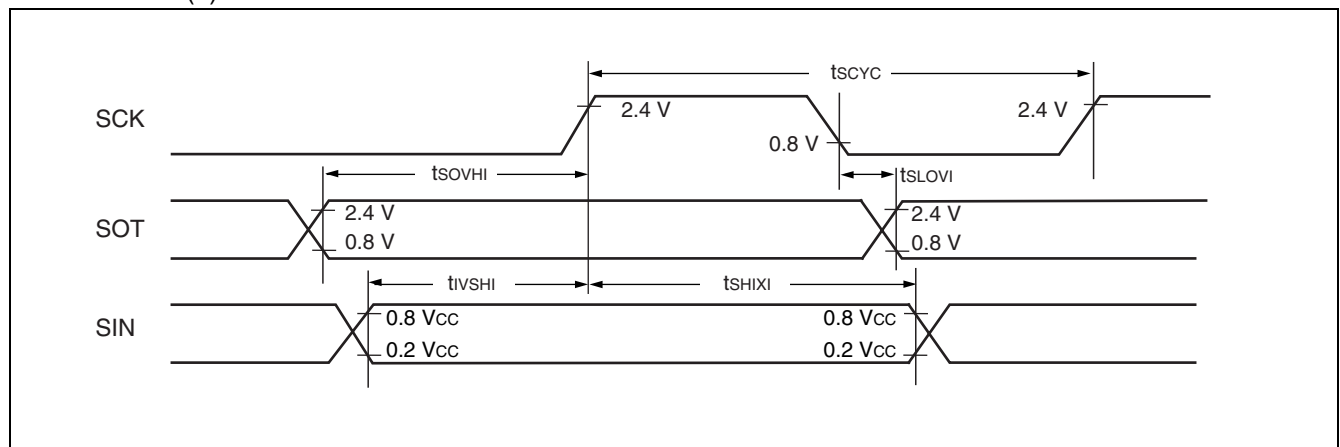 (
)
tSCYC
SCK
2.4 V
2.4 V
0.8 V
tSOVHI
tSLOVI
SOT
2.4 V
2.4 V
0.8 V
0.8 V
tIVSHI
tSHIXI
SIN
0.8 VCC
0.8 VCC
0.2 VCC
0.2 VCC